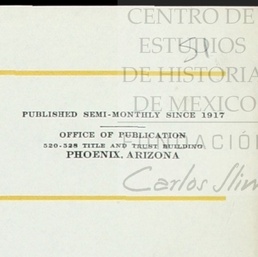 CENTRO DE
ESTUDIOS
DE HISTORIA
DE MEXICO
PUBLISHED SEMI-MONTHLY SINCE 1917
FUNDACIÓN
OFFICE OF PUBLICATION
520-528 TITLE AND TRUST BUILDING
PHOENIX, ARIZONA
Carlos Slim